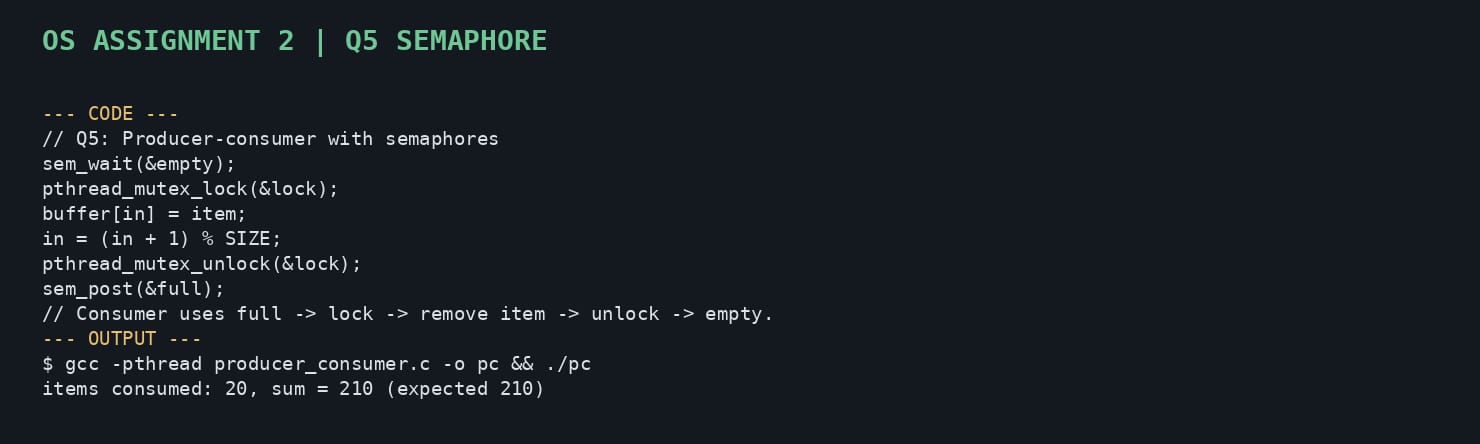 OS ASSIGNMENT 2 | Q5 SEMAPHORE
--- CODE ---
// Q5: Producer-consumer with semaphores
sem_wait(&empty);
pthread_mutex_lock(&lock);
buffer[in] = item;
in = (in + 1) % SIZE;
pthread_mutex_unlock(&lock);
sem_post(&full);
// Consumer uses full -> lock -> remove item -> unlock -> empty.
--- OUTPUT ---
$ gcc -pthread producer_consumer.c -o pc && ./pc
items consumed: 20, sum = 210 (expected 210)